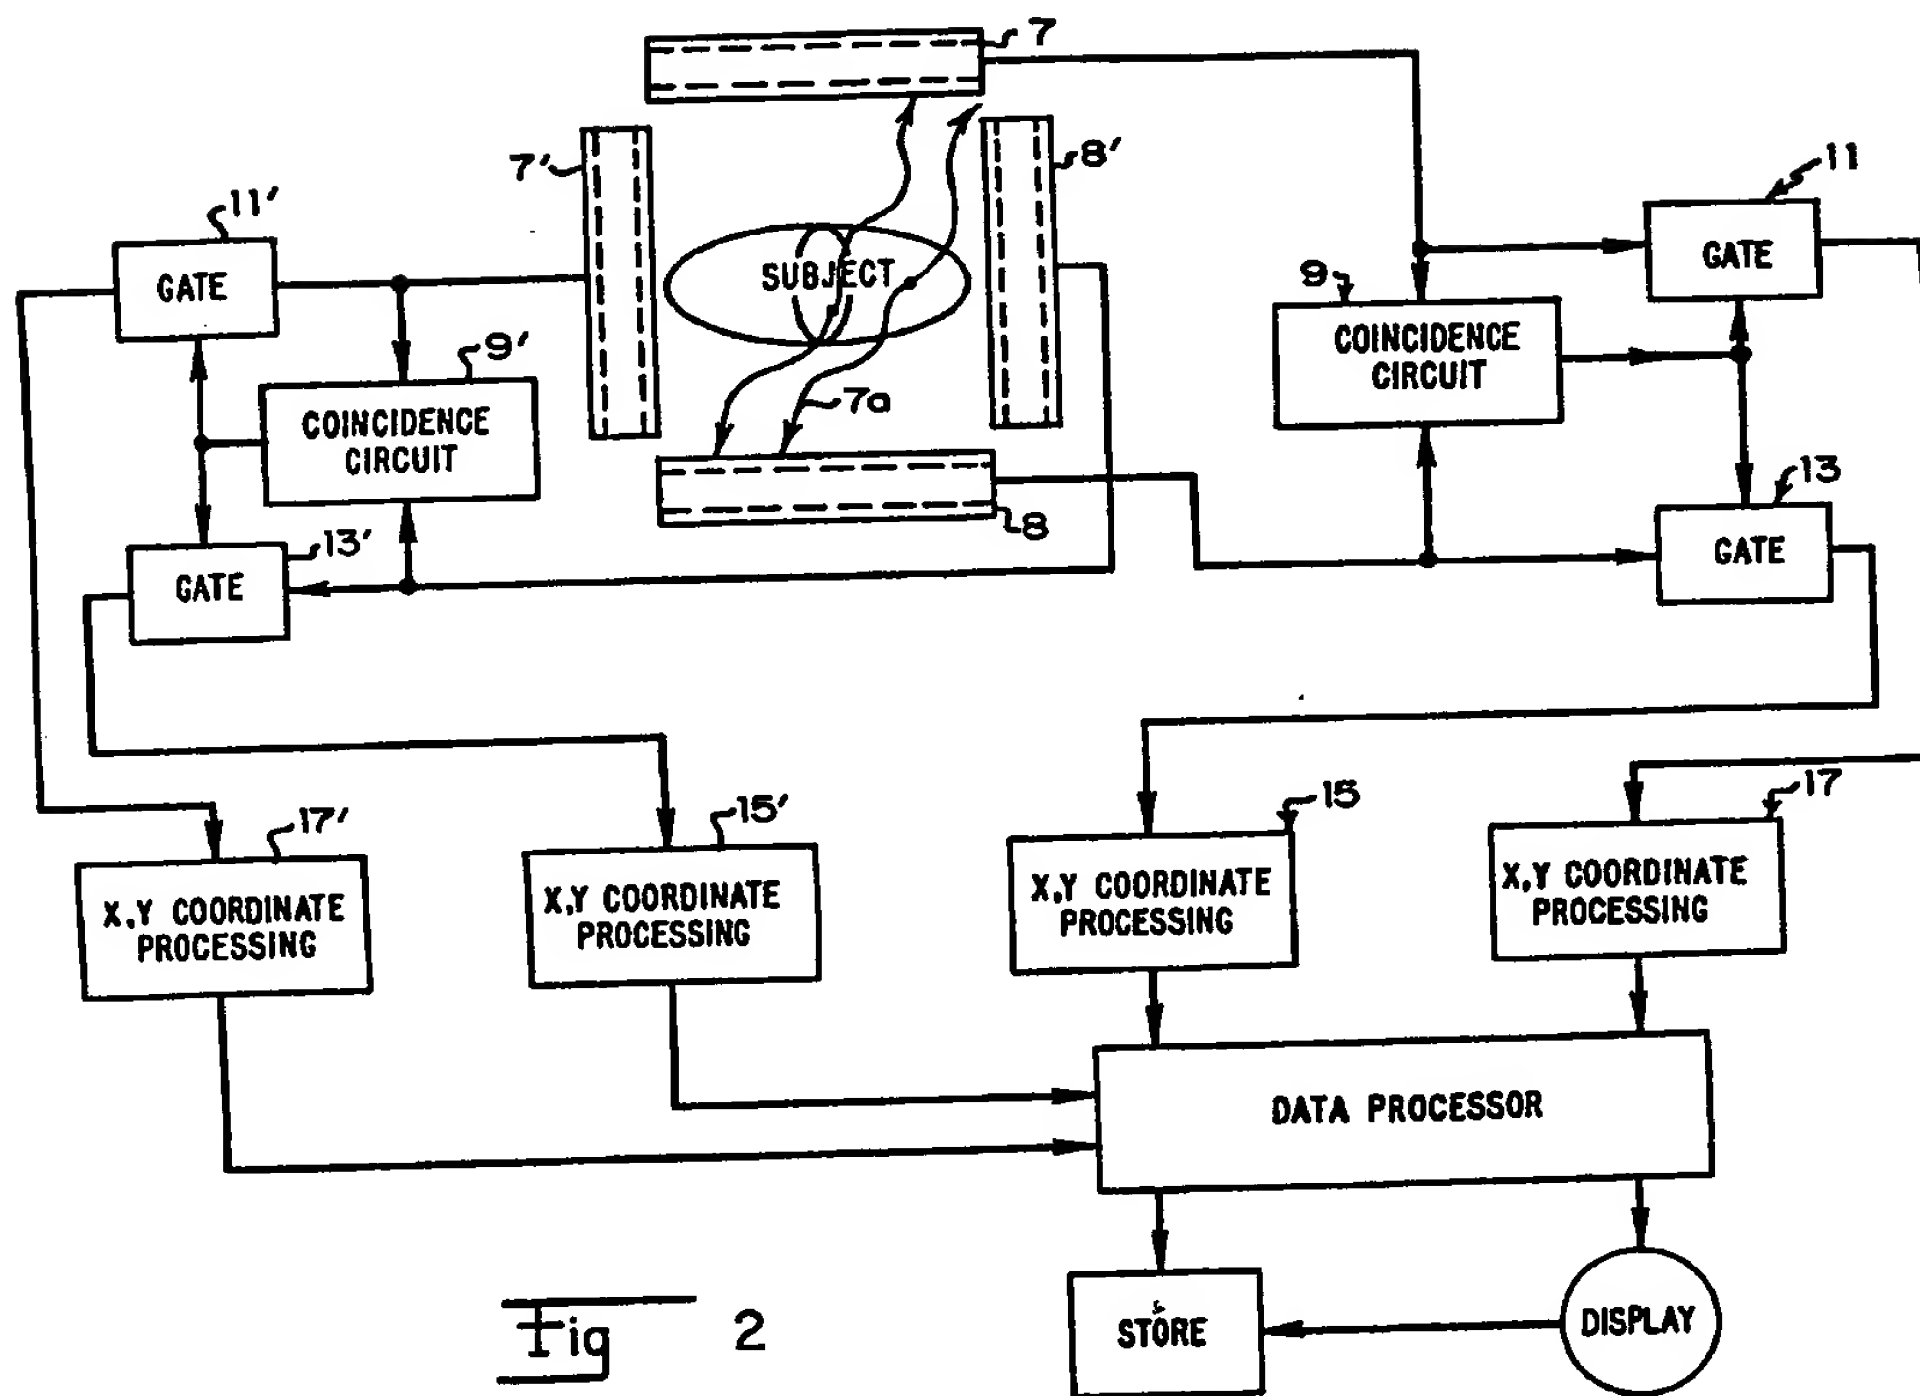 7
7'
8'
11
11'
GATE
SUBJECT
9
GATE
9'
COINCIDENCE
CIRCUIT
7a
COINCIDENCE
CIRCUIT
13
13'
8
GATE
GATE
17'
15'
15
17
X,Y COORDINATE
PROCESSING
X,Y COORDINATE
PROCESSING
X,Y COORDINATE
PROCESSING
X,Y COORDINATE
PROCESSING
DATA PROCESSOR
STORE
DISPLAY
Fig 2